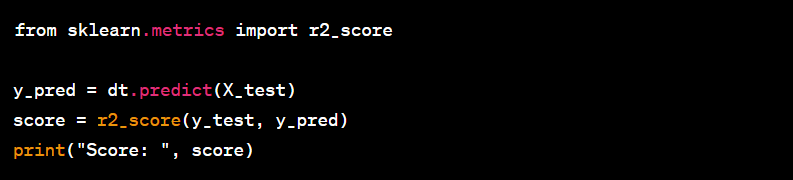 from sklearn.metrics import r2_score
y_pred = dt.predict(X_test)
score = r2_score(y_test, y_pred)
print("Score: ", score)